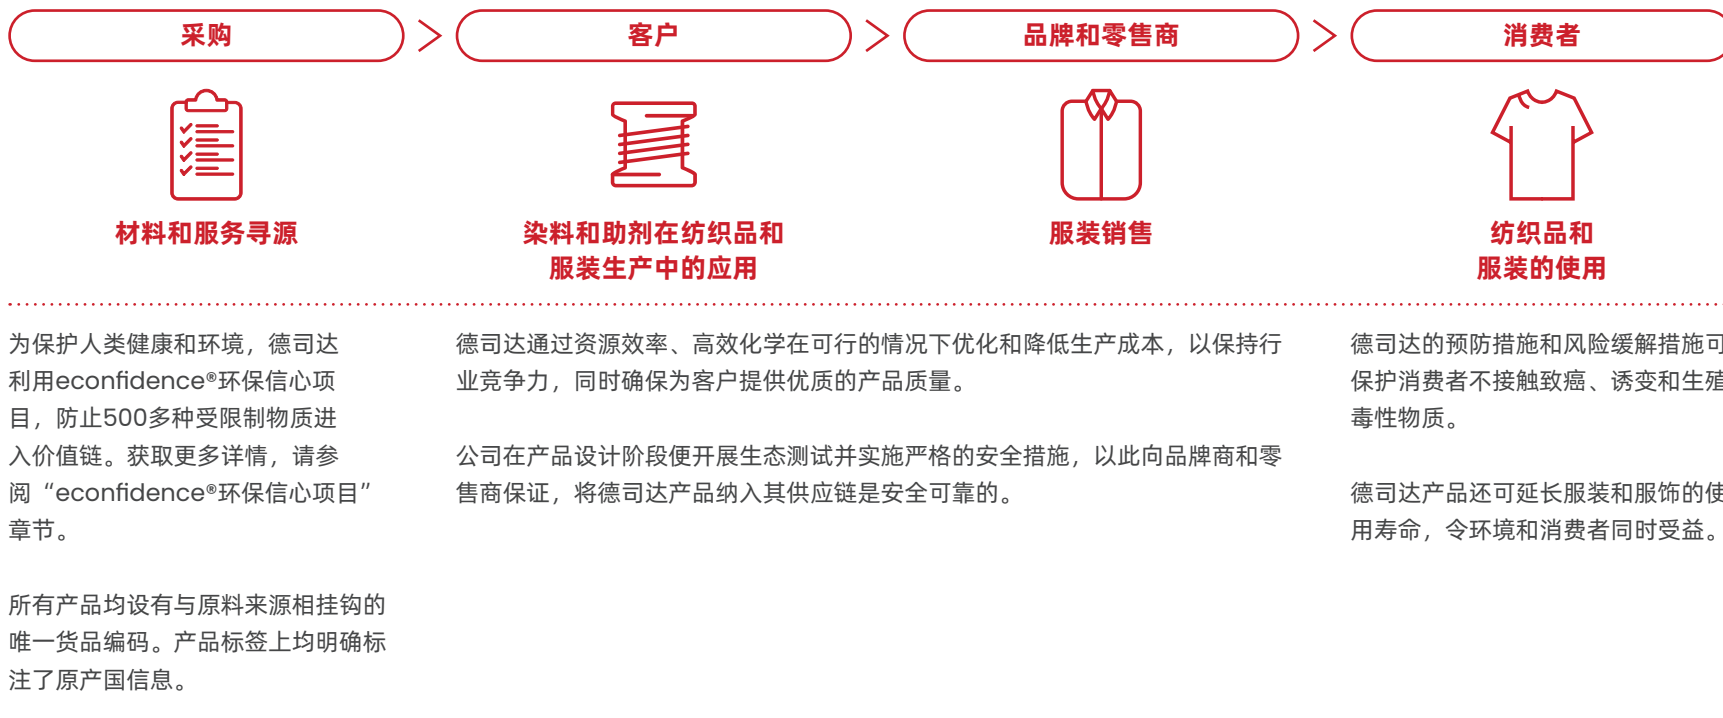 采购
客户
品牌和零售商
消费者
材料和服务寻源
染料和助剂在纺织品和
服装生产中的应用
服装销售
纺织品和
服装的使用
为保护人类健康和环境，德司达
利用econfidence®环保信心项
目，防止500多种受限制物质进
入价值链。获取更多详情，请参
阅“econfidence®环保信心项目”
章节。
所有产品均设有与原料来源相挂钩的
唯一货品编码。产品标签上均明确标
注了原产国信息。
德司达通过资源效率、高效化学在可行的情况下优化和降低生产成本，以保持行
业竞争力，同时确保为客户提供优质的产品质量。
公司在产品设计阶段便开展生态测试并实施严格的安全措施，以此向品牌商和零
售商保证，将德司达产品纳入其供应链是安全可靠的。
德司达的预防措施和风险缓解措施可
保护消费者不接触致癌、诱变和生殖
毒性物质。
德司达产品还可延长服装和服饰的使
用寿命，令环境和消费者同时受益。